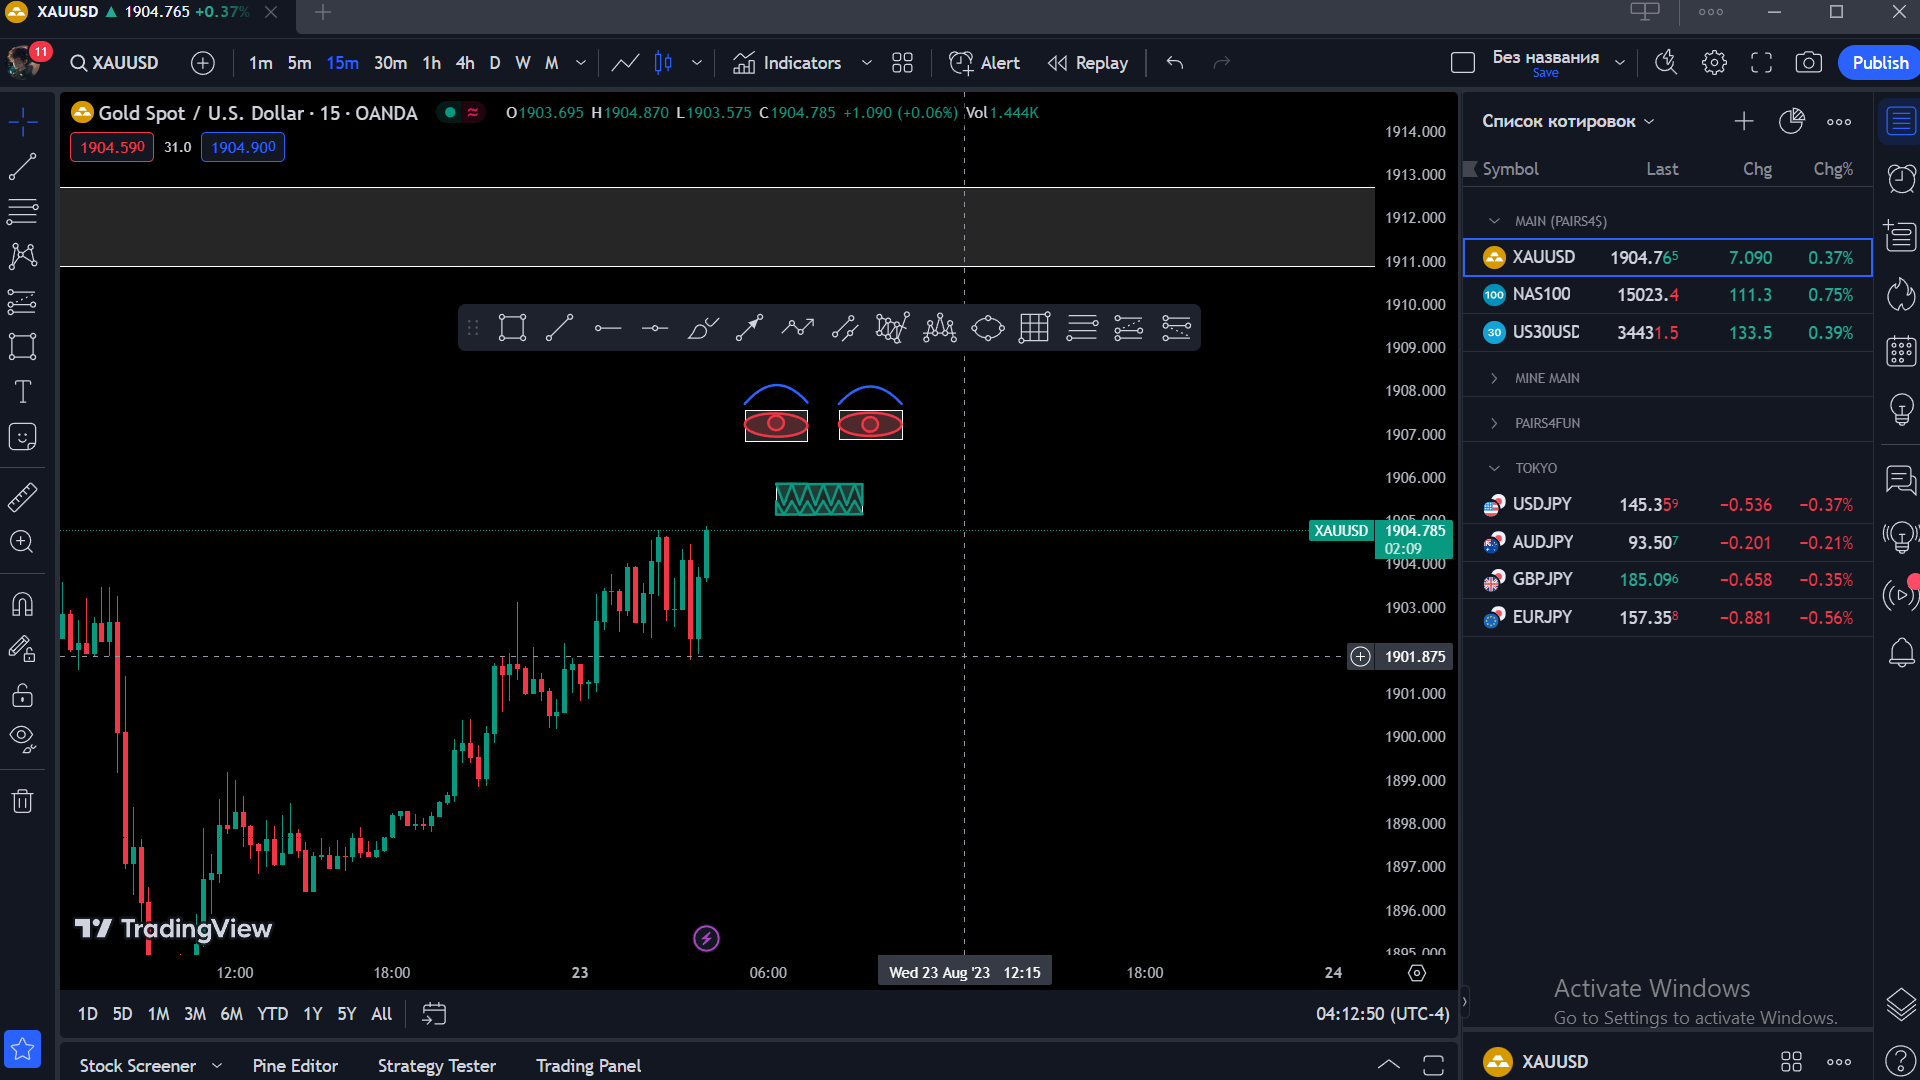 XAUUSD ▲ 1904.765 +0.37%
11
XAUUSD 1m 5m 15m 30m 1h 4h D W M Indicators Alert Replay Без названия Save Publish
Gold Spot / U.S. Dollar · 15 · OANDA O1903.695 H1904.870 L1903.575 C1904.785 +1.090 (+0.06%) Vol1.444K
1904.590 31.0 1904.900
1914.000
1913.000
1912.000
1911.000
1910.000
1909.000
1908.000
1907.000
1906.000
1905.000
XAUUSD 1904.785
02:09
1904.000
1903.000
1901.875
1901.000
1900.000
1899.000
1898.000
1897.000
1896.000
1895.000
TradingView
12:00 18:00 23 06:00 Wed 23 Aug '23 12:15 18:00 24
1D 5D 1M 3M 6M YTD 1Y 5Y All 04:12:50 (UTC-4)
Stock Screener Pine Editor Strategy Tester Trading Panel
Список котировок
Symbol Last Chg Chg%
MAIN (PAIRS4$)
XAUUSD 1904.765 7.090 0.37%
100 NAS100 15023.4 111.3 0.75%
30 US30USD 34431.5 133.5 0.39%
MINE MAIN
PAIRS4FUN
TOKYO
USDJPY 145.359 −0.536 −0.37%
AUDJPY 93.507 −0.201 −0.21%
GBPJPY 185.096 −0.658 −0.35%
EURJPY 157.358 −0.881 −0.56%
Activate Windows
Go to Settings to activate Windows.
XAUUSD